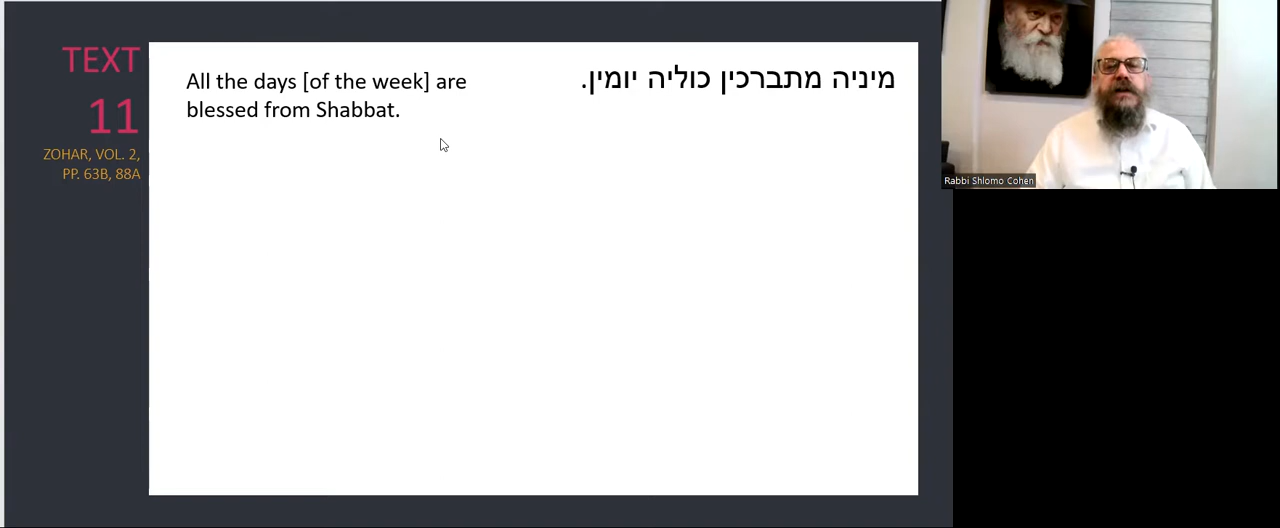 TEXT
11
ZOHAR, VOL. 2,
PP. 63B, 88A
All the days [of the week] are
blessed from Shabbat.
מיניה מתברכין כוליה יומין.
Rabbi Shlomo Cohen